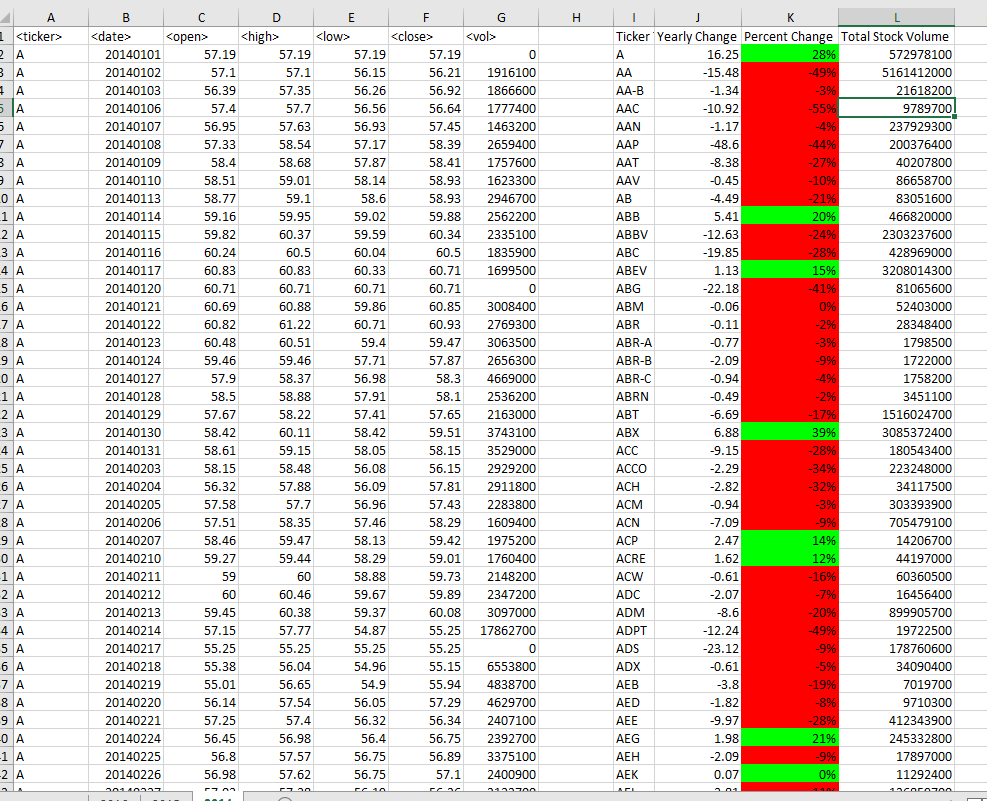 A B C D E F G H I J K L
1 <ticker> <date> <open> <high> <low> <close> <vol> Ticker Yearly Change Percent Change Total Stock Volume
2 A 20140101 57.19 57.19 57.19 57.19 0 A 16.25 28% 572978100
3 A 20140102 57.1 57.1 56.15 56.21 1916100 AA -15.48 -49% 5161412000
4 A 20140103 56.39 57.35 56.26 56.92 1866600 AA-B -1.34 -3% 21618200
5 A 20140106 57.4 57.7 56.56 56.64 1777400 AAC -10.92 -55% 9789700
6 A 20140107 56.95 57.63 56.93 57.45 1463200 AAN -1.17 -4% 237929300
7 A 20140108 57.33 58.54 57.17 58.39 2659400 AAP -48.6 -44% 200376400
8 A 20140109 58.4 58.68 57.87 58.41 1757600 AAT -8.38 -27% 40207800
9 A 20140110 58.51 59.01 58.14 58.93 1623300 AAV -0.45 -10% 86658700
0 A 20140113 58.77 59.1 58.6 58.93 2946700 AB -4.49 -21% 83051600
1 A 20140114 59.16 59.95 59.02 59.88 2562200 ABB 5.41 20% 466820000
2 A 20140115 59.82 60.37 59.59 60.34 2335100 ABBV -12.63 -24% 2303237600
3 A 20140116 60.24 60.5 60.04 60.5 1835900 ABC -19.85 -28% 428969000
4 A 20140117 60.83 60.83 60.33 60.71 1699500 ABEV 1.13 15% 3208014300
5 A 20140120 60.71 60.71 60.71 60.71 0 ABG -22.18 -41% 81065600
6 A 20140121 60.69 60.88 59.86 60.85 3008400 ABM -0.06 0% 52403000
7 A 20140122 60.82 61.22 60.71 60.93 2769300 ABR -0.11 -2% 28348400
8 A 20140123 60.48 60.51 59.4 59.47 3063500 ABR-A -0.77 -3% 1798500
9 A 20140124 59.46 59.46 57.71 57.87 2656300 ABR-B -2.09 -9% 1722000
0 A 20140127 57.9 58.37 56.98 58.3 4669000 ABR-C -0.94 -4% 1758200
1 A 20140128 58.5 58.88 57.91 58.1 2536200 ABRN -0.49 -2% 3451100
2 A 20140129 57.67 58.22 57.41 57.65 2163000 ABT -6.69 -17% 1516024700
3 A 20140130 58.42 60.11 58.42 59.51 3743100 ABX 6.88 39% 3085372400
4 A 20140131 58.61 59.15 58.05 58.15 3529000 ACC -9.15 -28% 180543400
5 A 20140203 58.15 58.48 56.08 56.15 2929200 ACCO -2.29 -34% 223248000
6 A 20140204 56.32 57.88 56.09 57.81 2911800 ACH -2.82 -32% 34117500
7 A 20140205 57.58 57.7 56.96 57.43 2283800 ACM -0.94 -3% 303393900
8 A 20140206 57.51 58.35 57.46 58.29 1609400 ACN -7.09 -9% 705479100
9 A 20140207 58.46 59.47 58.13 59.42 1975200 ACP 2.47 14% 14206700
0 A 20140210 59.27 59.44 58.29 59.01 1760400 ACRE 1.62 12% 44197000
1 A 20140211 59 60 58.88 59.73 2148200 ACW -0.61 -16% 60360500
2 A 20140212 60 60.46 59.67 59.89 2347200 ADC -2.07 -7% 16456400
3 A 20140213 59.45 60.38 59.37 60.08 3097000 ADM -8.6 -20% 899905700
4 A 20140214 57.15 57.77 54.87 55.25 17862700 ADPT -12.24 -49% 19722500
5 A 20140217 55.25 55.25 55.25 55.25 0 ADS -23.12 -9% 178760600
6 A 20140218 55.38 56.04 54.96 55.15 6553800 ADX -0.61 -5% 34090400
7 A 20140219 55.01 56.65 54.9 55.94 4838700 AEB -3.8 -19% 7019700
8 A 20140220 56.14 57.54 56.05 57.29 4629700 AED -1.82 -8% 9710300
9 A 20140221 57.25 57.4 56.32 56.34 2407100 AEE -9.97 -28% 412343900
0 A 20140224 56.45 56.98 56.4 56.75 2392700 AEG 1.98 21% 245332800
1 A 20140225 56.8 57.57 56.75 56.89 3375100 AEH -2.09 -9% 17897000
2 A 20140226 56.98 57.62 56.75 57.1 2400900 AEK 0.07 0% 11292400